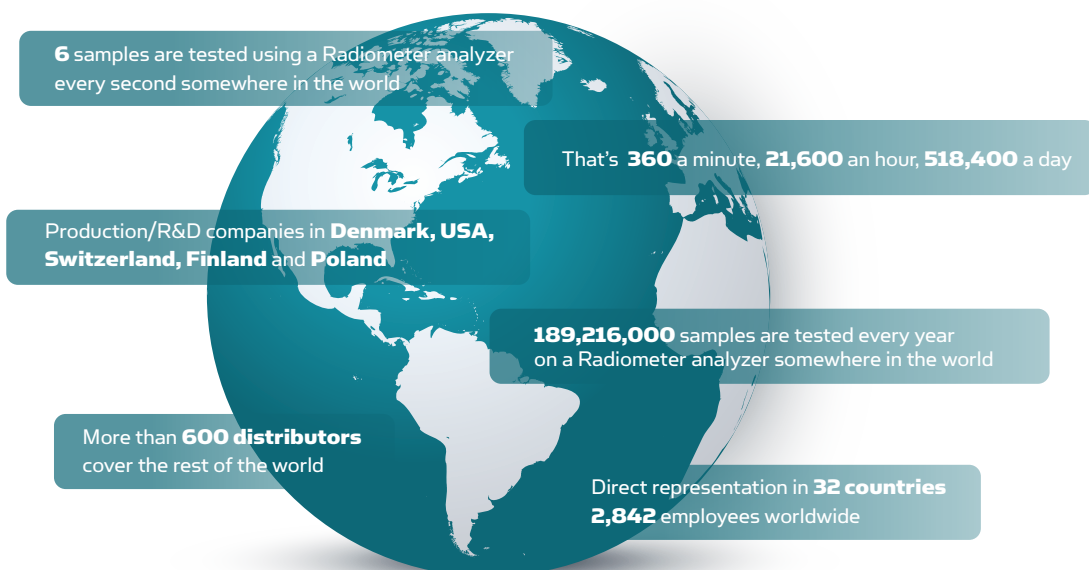 6 samples are tested using a Radiometer analyzer
every second somewhere in the world
That's 360 a minute, 21,600 an hour, 518,400 a day
Production/R&D companies in Denmark, USA,
Switzerland, Finland and Poland
189,216,000 samples are tested every year
on a Radiometer analyzer somewhere in the world
More than 600 distributors
cover the rest of the world
Direct representation in 32 countries
2,842 employees worldwide